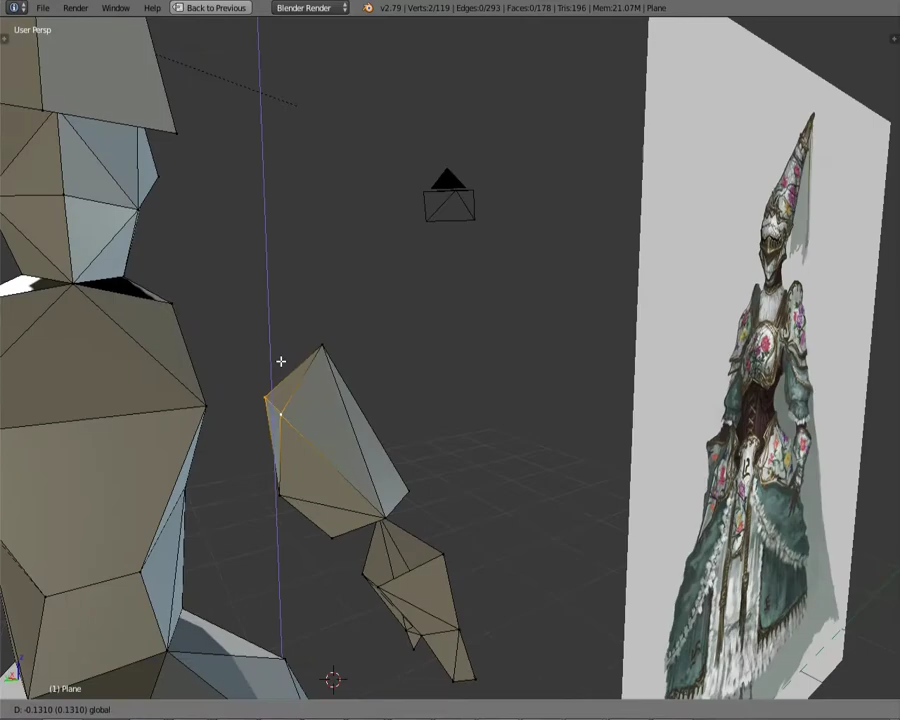 File Render Window Help Back to Previous Blender Render v2.79 | Verts:2/119 | Edges:0/293 | Faces:0/178 | Tris:196 | Mem:21.07M | Plane
User Persp
(1) Plane
D: -0.1310 (0.1310) global